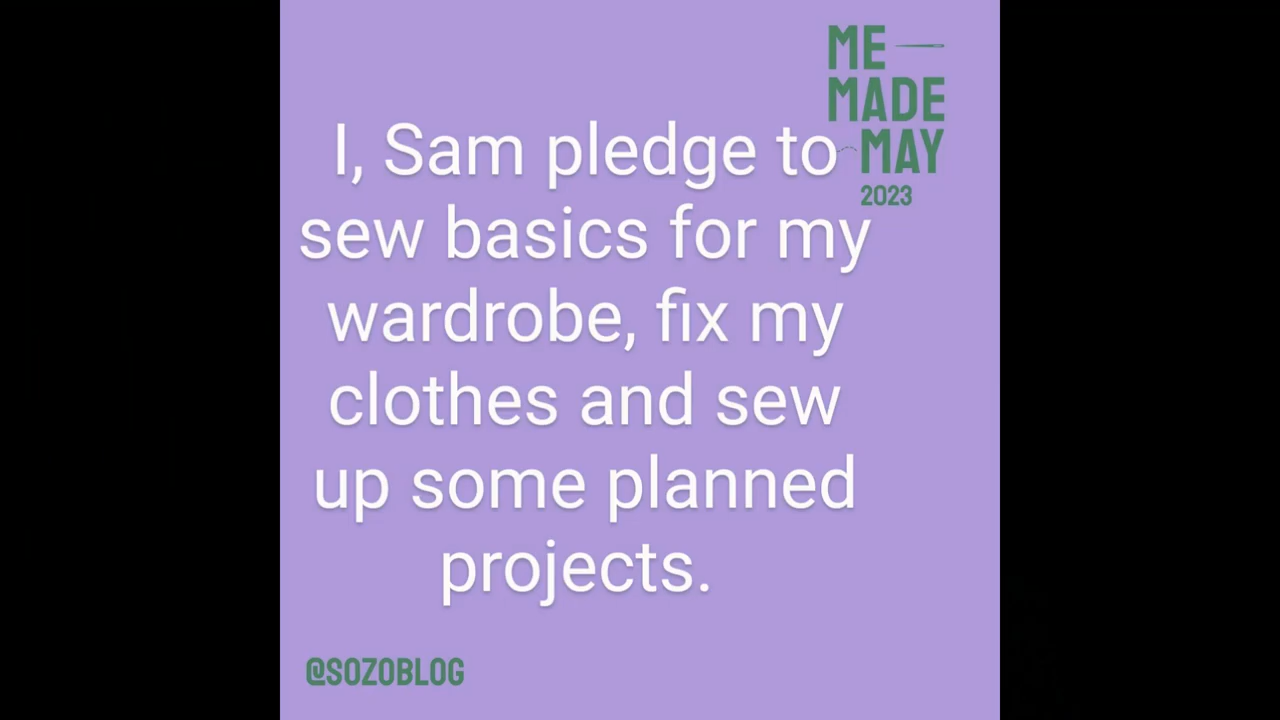 ME
MADE
MAY
2023
I, Sam pledge to
sew basics for my
wardrobe, fix my
clothes and sew
up some planned
projects.
@SOZOBLOG